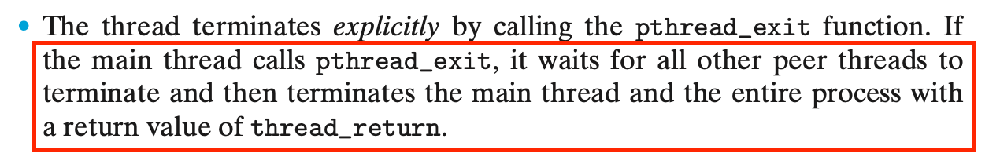 • The thread terminates explicitly by calling the pthread_exit function. If
the main thread calls pthread_exit, it waits for all other peer threads to
terminate and then terminates the main thread and the entire process with
a return value of thread_return.